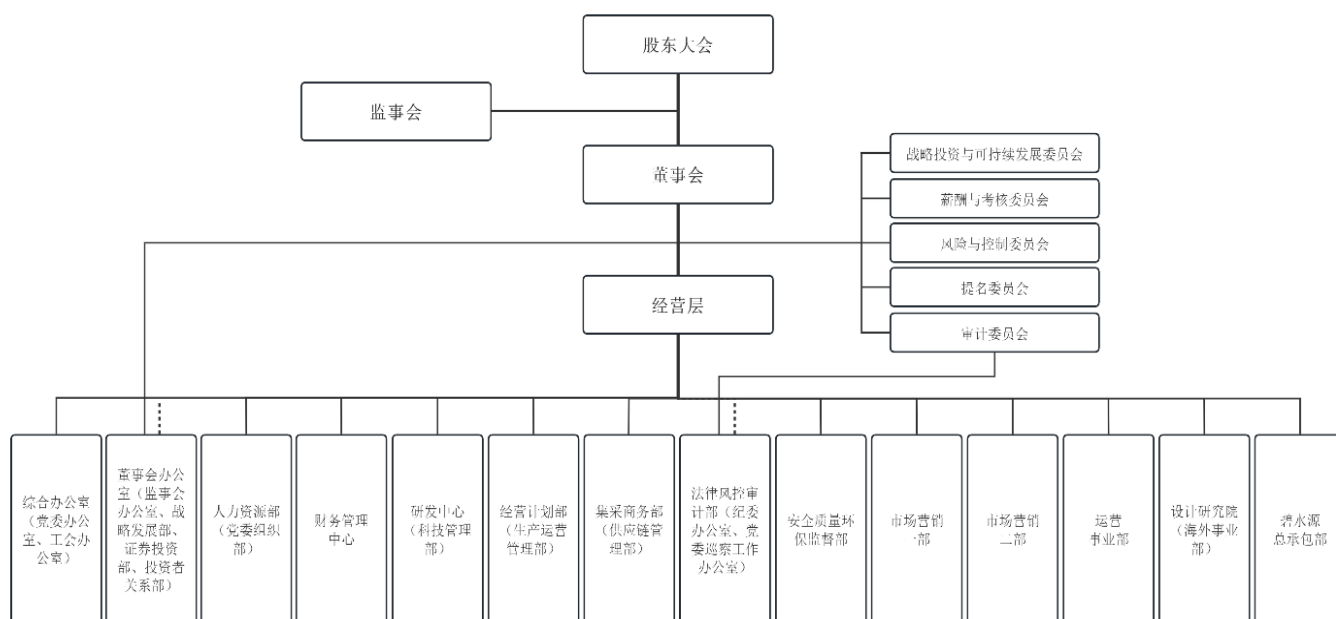 股东大会
监事会
董事会
战略投资与可持续发展委员会
薪酬与考核委员会
风险与控制委员会
提名委员会
审计委员会
经营层
综合办公室
（党委办公
室、工会办
公室）
董事会办公
室（监事会
办公室、战
略发展部、
证券投资
部、投资者
关系部）
人力资源部
（党委组织
部）
财务管理
中心
研发中心
（科技管理
部）
经营计划部
（生产运营
管理部）
集采商务部
（供应链管
理部）
法律风控审
计部（纪委
办公室、党
委巡察工作
办公室）
安全质量环
保监督部
市场营销
一部
市场营销
二部
运营
事业部
设计研究院
（海外事业
部）
碧水源
总承包部